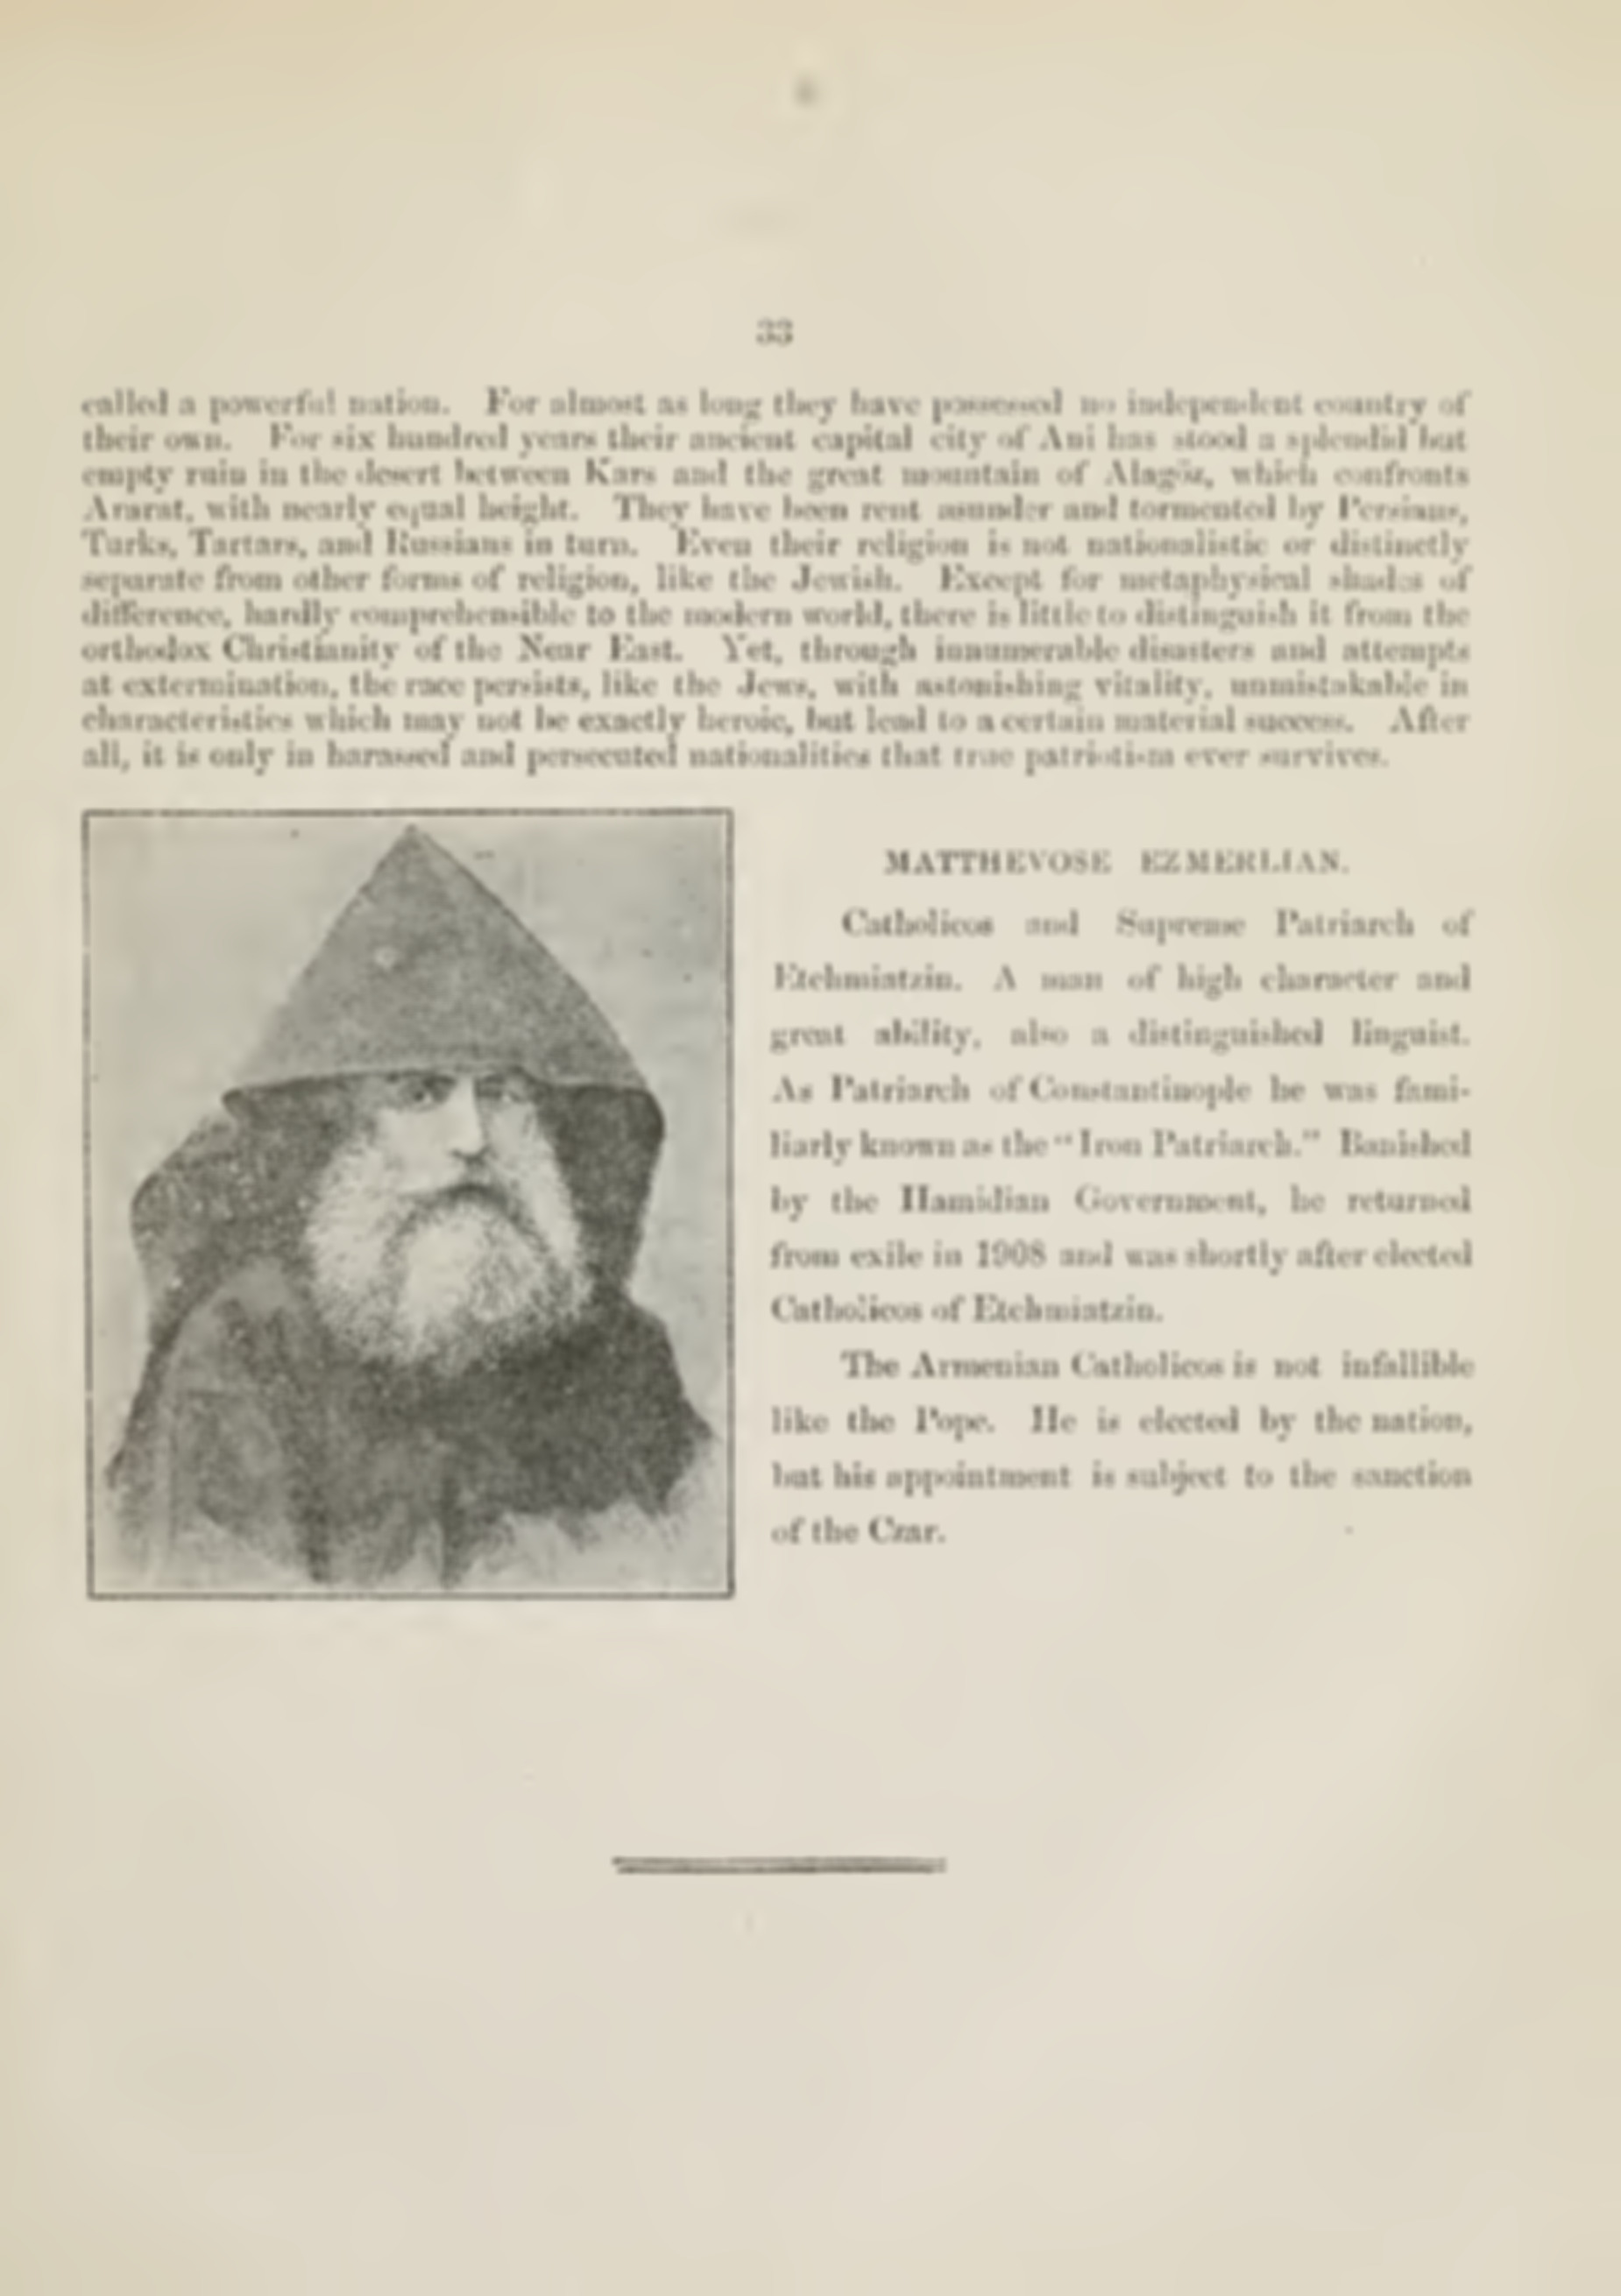 33
called a powerful nation. For almost as long they have possessed no independent country of
their own. For six hundred years their ancient capital city of Ani has stood a splendid but
empty ruin in the desert between Kars and the great mountain of Alagöz, which confronts
Ararat, with nearly equal height. They have been rent asunder and tormented by Persians,
Turks, Tartars, and Russians in turn. Even their religion is not nationalistic or distinctly
separate from other forms of religion, like the Jewish. Except for metaphysical shades of
difference, hardly comprehensible to the modern world, there is little to distinguish it from the
orthodox Christianity of the Near East. Yet, through innumerable disasters and attempts
at extermination, the race persists, like the Jews, with astonishing vitality, unmistakable in
characteristics which may not be exactly heroic, but lead to a certain material success. After
all, it is only in harassed and persecuted nationalities that true patriotism ever survives.
MATTHEVOSE EZMERLIAN.
Catholicos and Supreme Patriarch of
Etchmiatzin. A man of high character and
great ability, also a distinguished linguist.
As Patriarch of Constantinople he was fami-
liarly known as the "Iron Patriarch." Banished
by the Hamidian Government, he returned
from exile in 1908 and was shortly after elected
Catholicos of Etchmiatzin.
The Armenian Catholicos is not infallible
like the Pope. He is elected by the nation,
but his appointment is subject to the sanction
of the Czar.